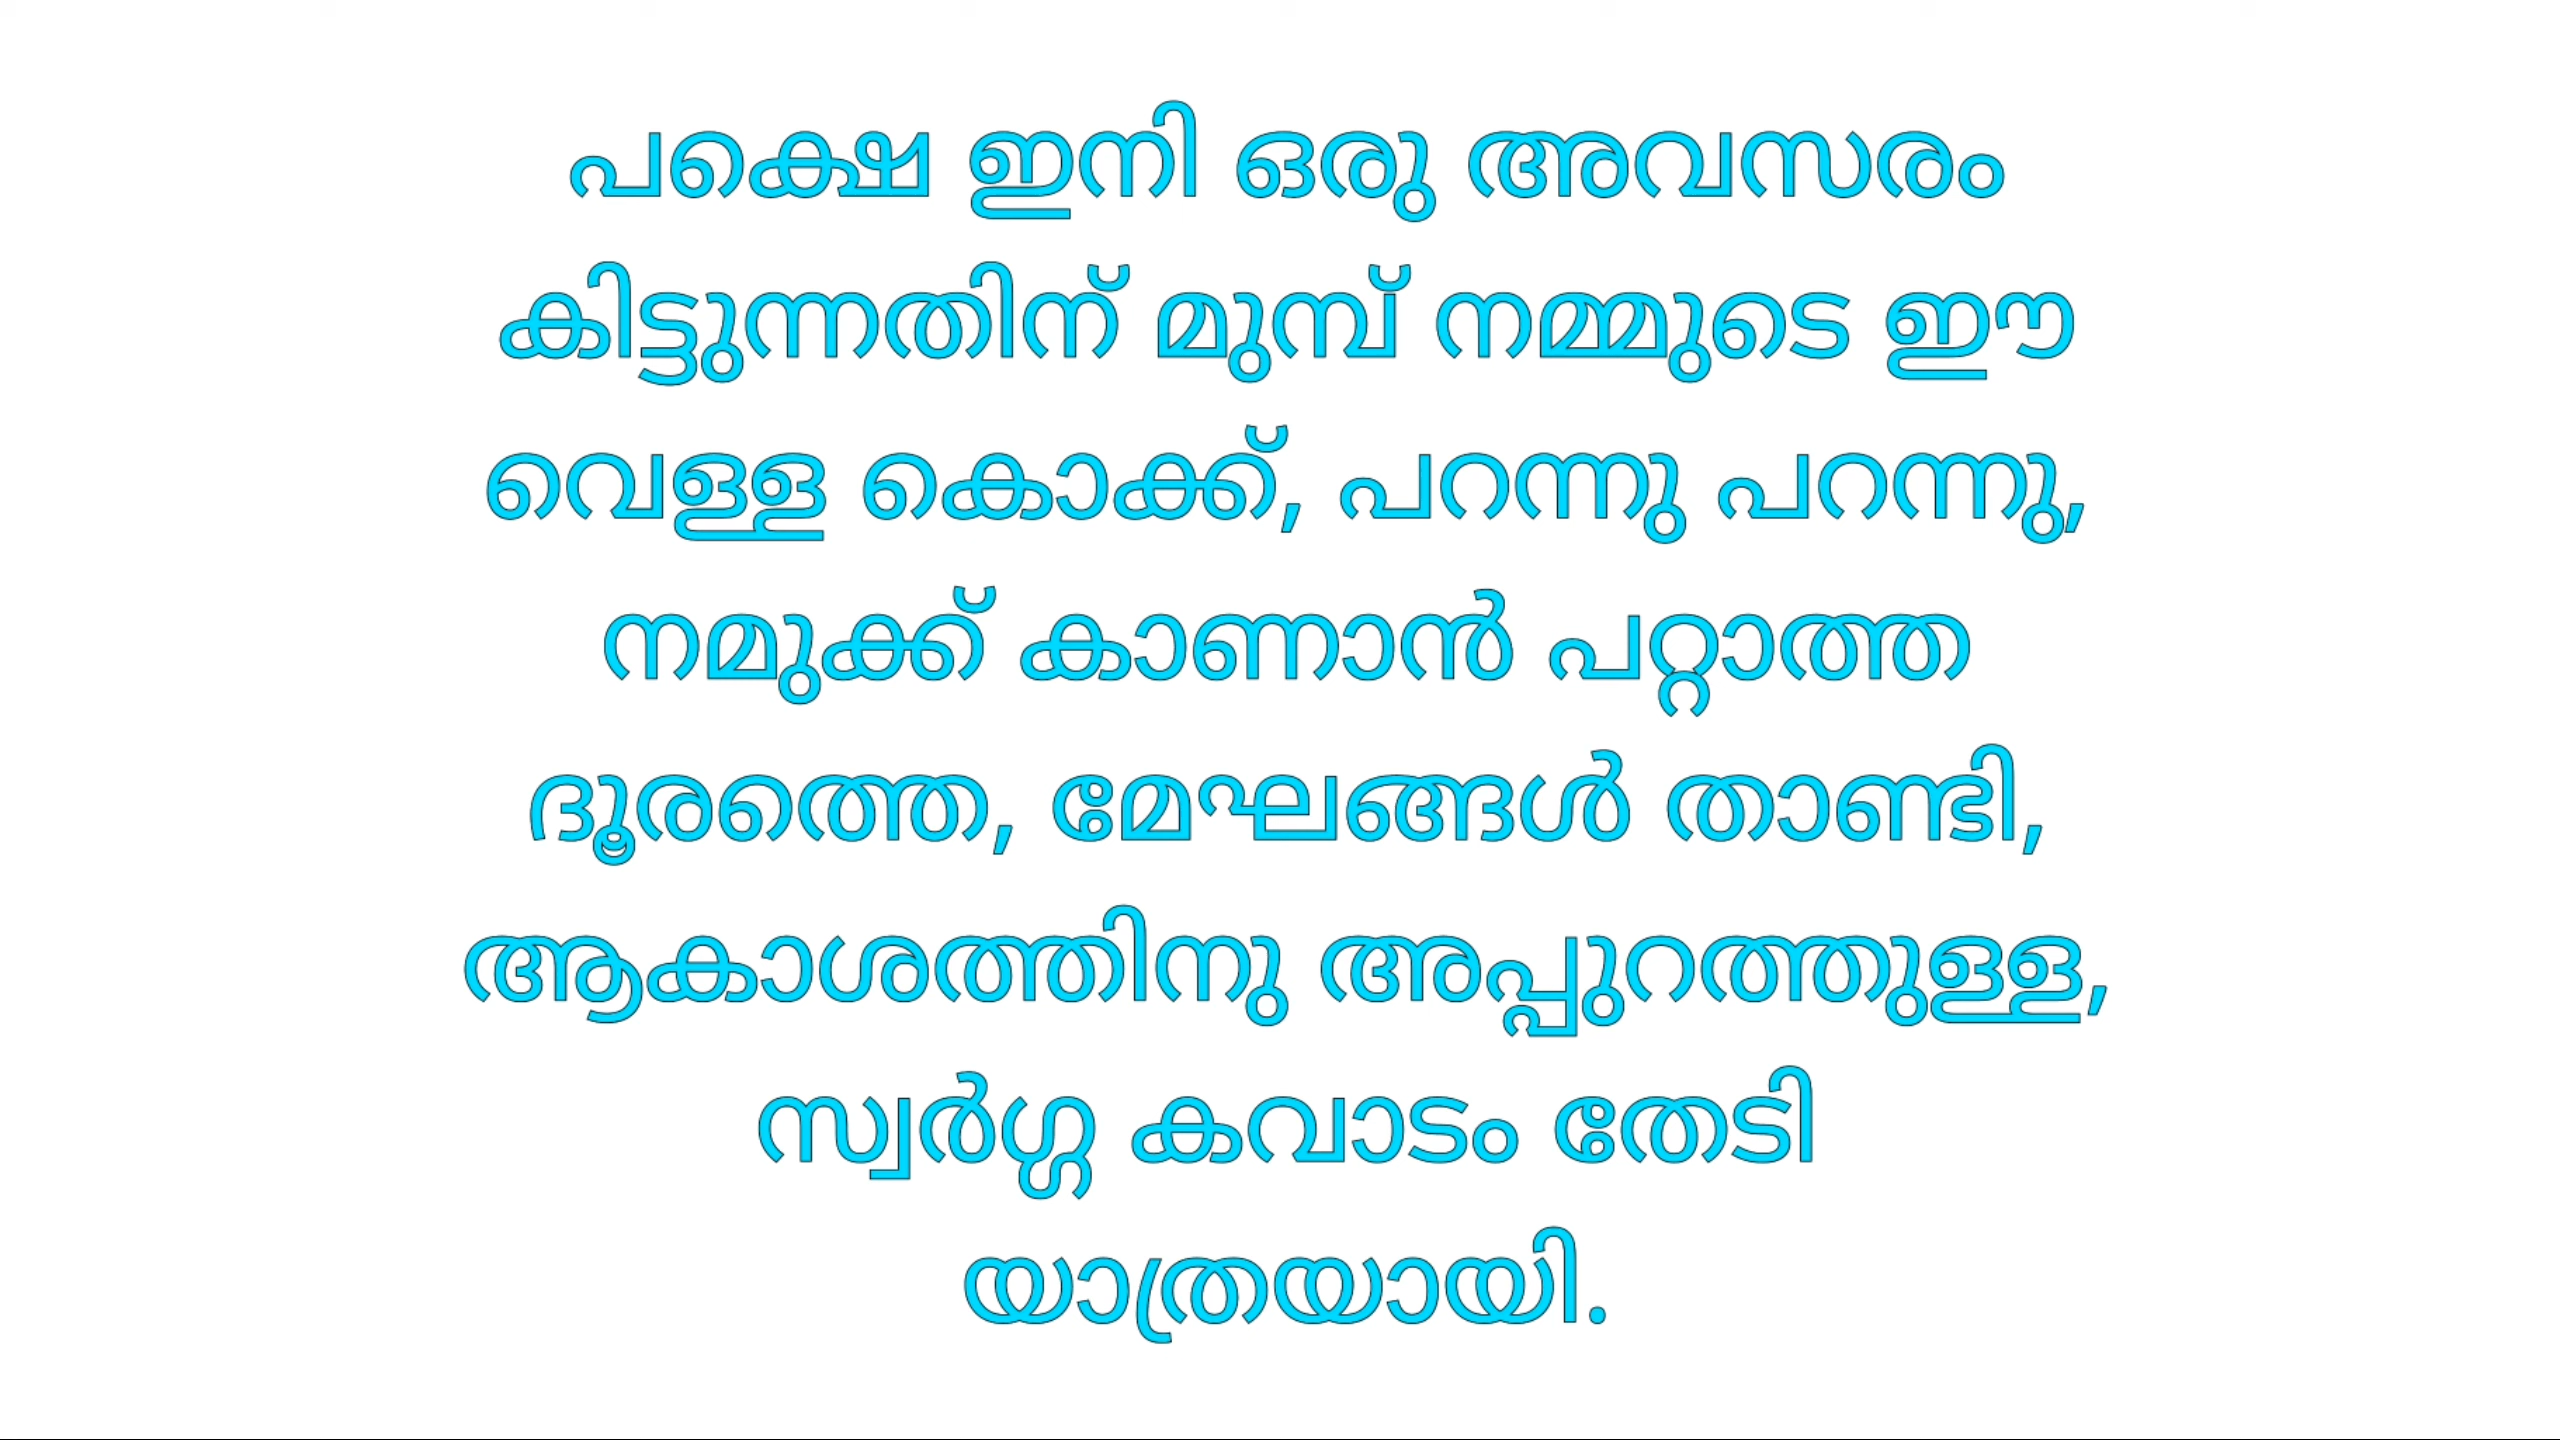 പക്ഷെ ഇനി ഒരു അവസരം
കിട്ടുന്നതിന് മുമ്പ് നമ്മുടെ ഈ
വെള്ള കൊക്ക്, പറന്നു പറന്നു,
നമുക്ക് കാണാൻ പറ്റാത്ത
ദൂരത്തെ, മേഘങ്ങൾ താണ്ടി,
ആകാശത്തിനു അപ്പുറത്തുള്ള,
സ്വർഗ്ഗ കവാടം തേടി
യാത്രയായി.